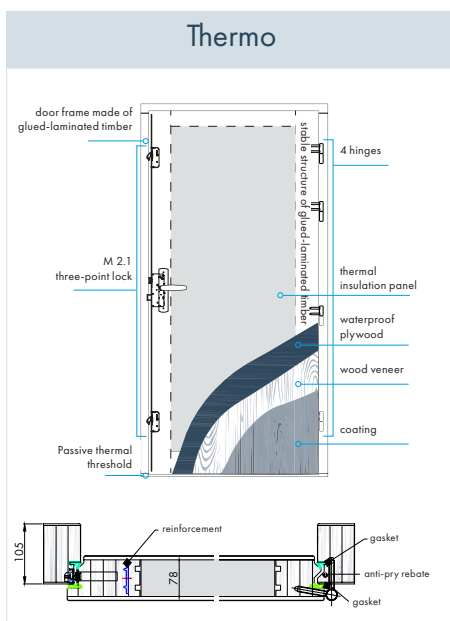 Thermo
door frame made of
glued-laminated timber
stable structure of glued-laminated timber
4 hinges
M 2.1
three-point lock
thermal
insulation panel
waterproof
plywood
wood veneer
coating
Passive thermal
threshold
reinforcement
gasket
105
78
anti-pry rebate
gasket